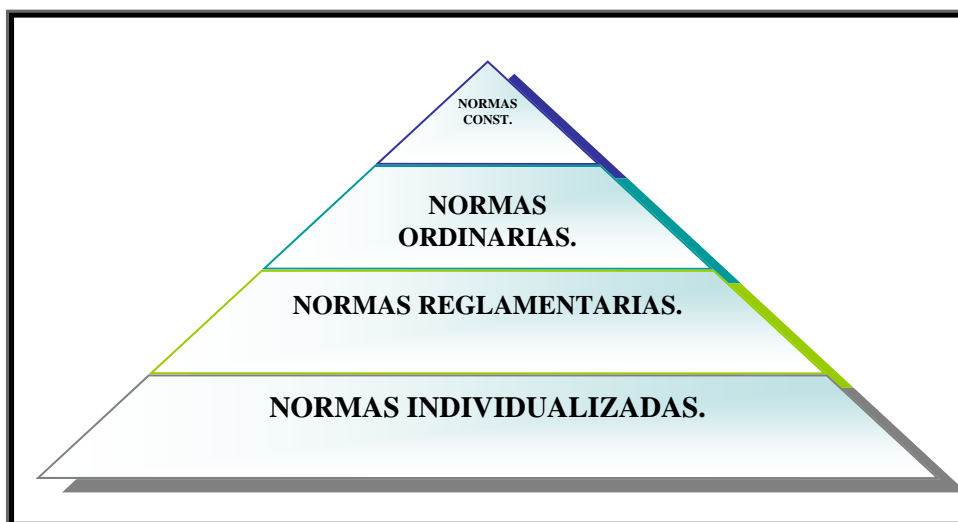 NORMAS
CONST.
NORMAS
ORDINARIAS.
NORMAS REGLAMENTARIAS.
NORMAS INDIVIDUALIZADAS.